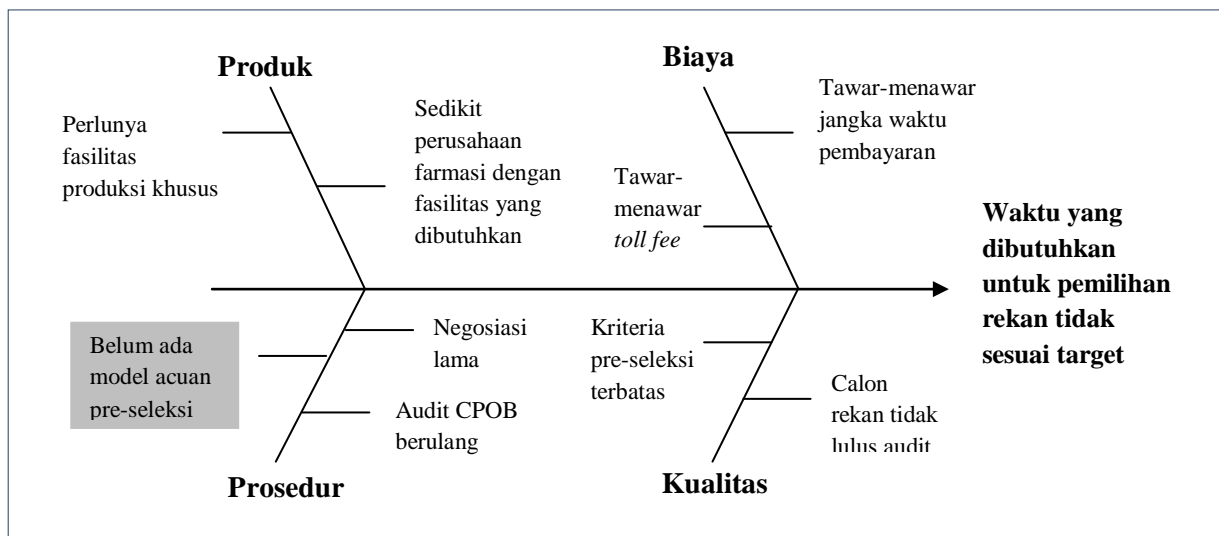 Produk
Perlunya
fasilitas
produksi khusus
Sedikit
perusahaan
farmasi dengan
fasilitas yang
dibutuhkan
Biaya
Tawar-menawar
jangka waktu
pembayaran
Tawar-
menawar
toll fee
Waktu yang
dibutuhkan
untuk pemilihan
rekan tidak
sesuai target
Belum ada
model acuan
pre-seleksi
Negosiasi
lama
Audit CPOB
berulang
Prosedur
Kriteria
pre-seleksi
terbatas
Calon
rekan tidak
lulus audit
Kualitas